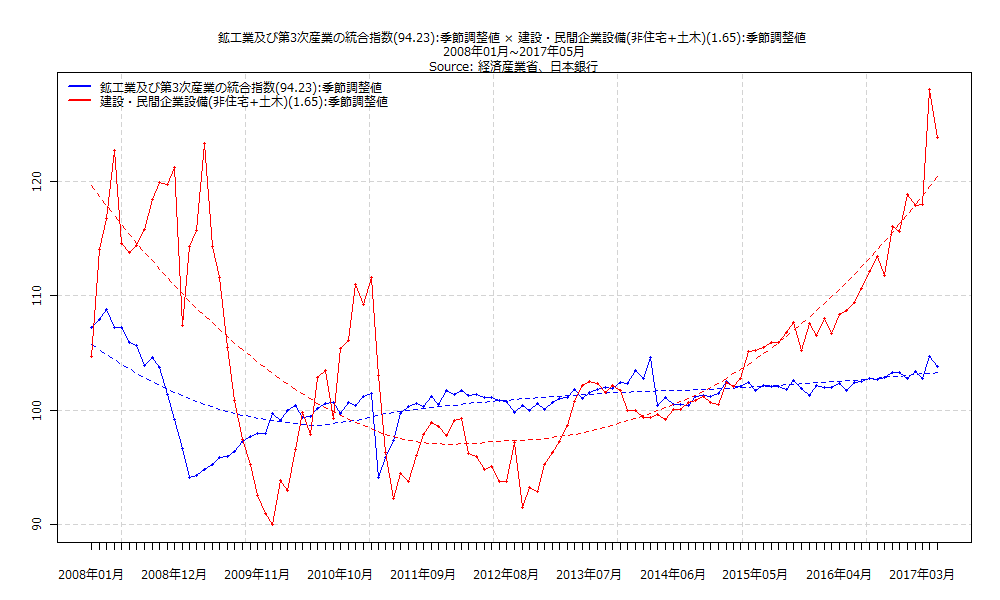 鉱工業及び第3次産業の統合指数(94.23):季節調整値 × 建設・民間企業設備(非住宅+土木)(1.65):季節調整値
2008年01月~2017年05月
Source: 経済産業省、日本銀行
鉱工業及び第3次産業の統合指数(94.23):季節調整値
建設・民間企業設備(非住宅+土木)(1.65):季節調整値
120
110
100
90
2008年01月 2008年12月 2009年11月 2010年10月 2011年09月 2012年08月 2013年07月 2014年06月 2015年05月 2016年04月 2017年03月